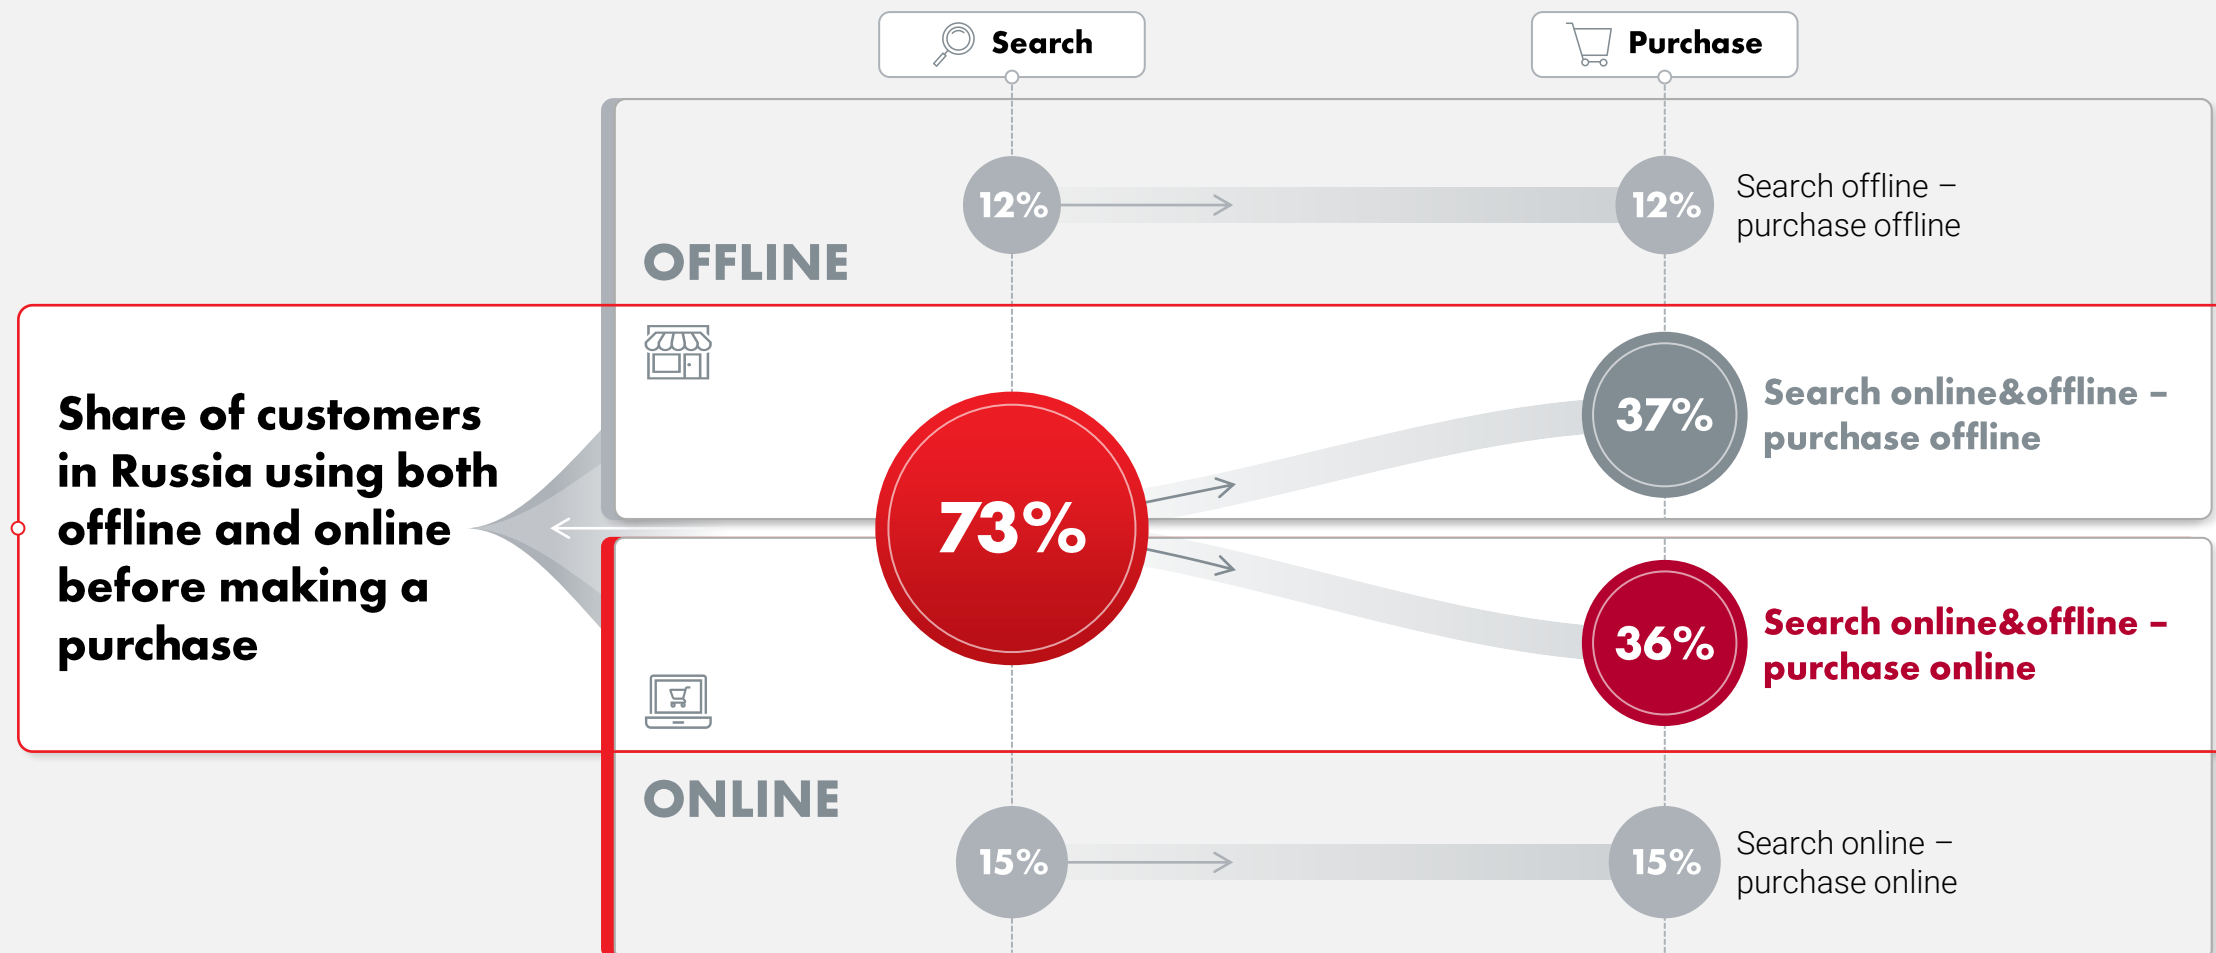 Search
Purchase
12%
12%
Search offline –
purchase offline
OFFLINE
Share of customers
in Russia using both
offline and online
before making a
purchase
73%
37%
Search online&offline –
purchase offline
36%
Search online&offline –
purchase online
ONLINE
15%
15%
Search online –
purchase online